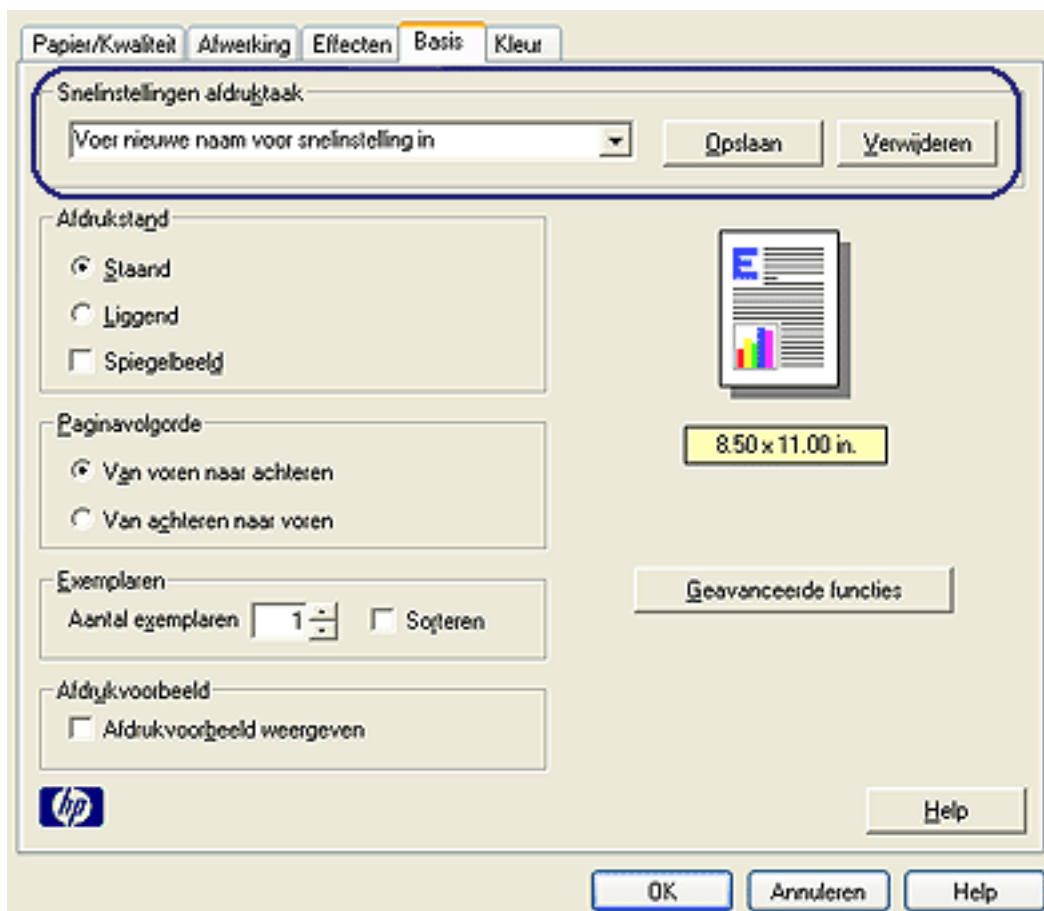 Papier/Kwaliteit Afwerking Effecten Basis Kleur
Snelinstellingen afdruktaak
Voer nieuwe naam voor snelinstelling in Opslaan Verwijderen
Afdrukstand
Staand
Liggend
Spiegelbeeld
E
8.50 x 11.00 in.
Paginavolgorde
Van voren naar achteren
Van achteren naar voren
Exemplaren
Aantal exemplaren 1 Sorteren
Geavanceerde functies
Afdrukvoorbeeld
Afdrukvoorbeeld weergeven
hp
Help
OK Annuleren Help